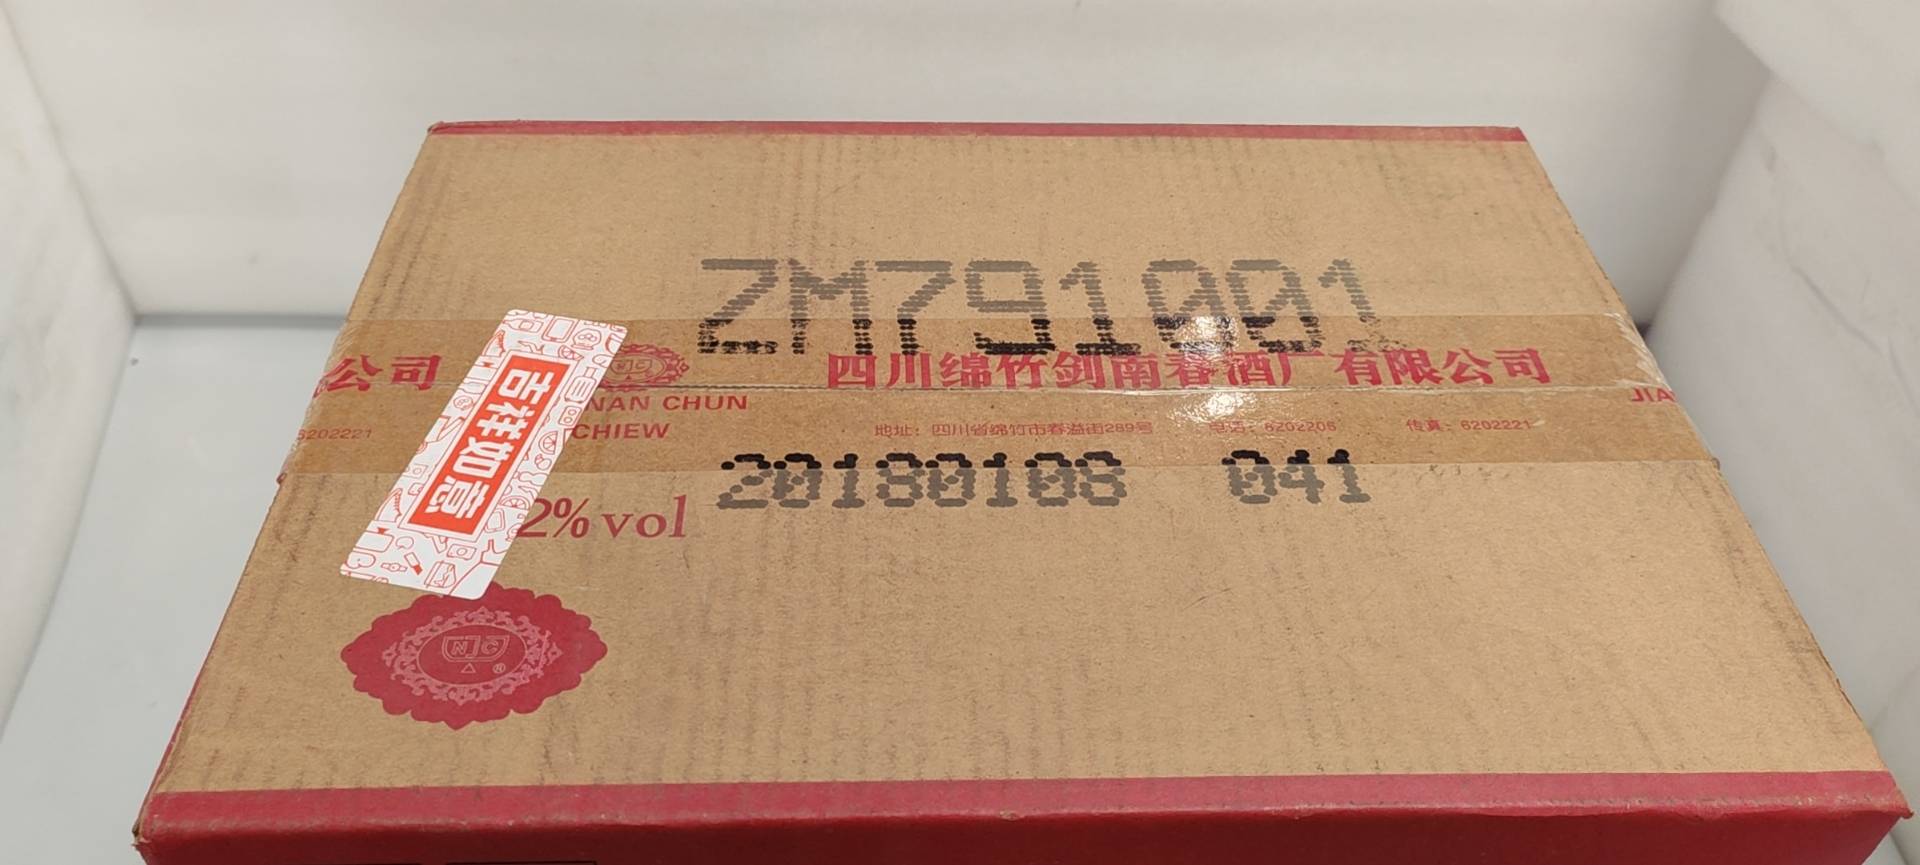 ZM791001
公司
四川绵竹剑南春酒厂有限公司
NAN CHUN
JIA
6202221
CHIEW
地址：四川省绵竹市春溢街289号 电话：6202206 传真：6202221
吉祥如意
20180108 041
2% vol
NJC
®